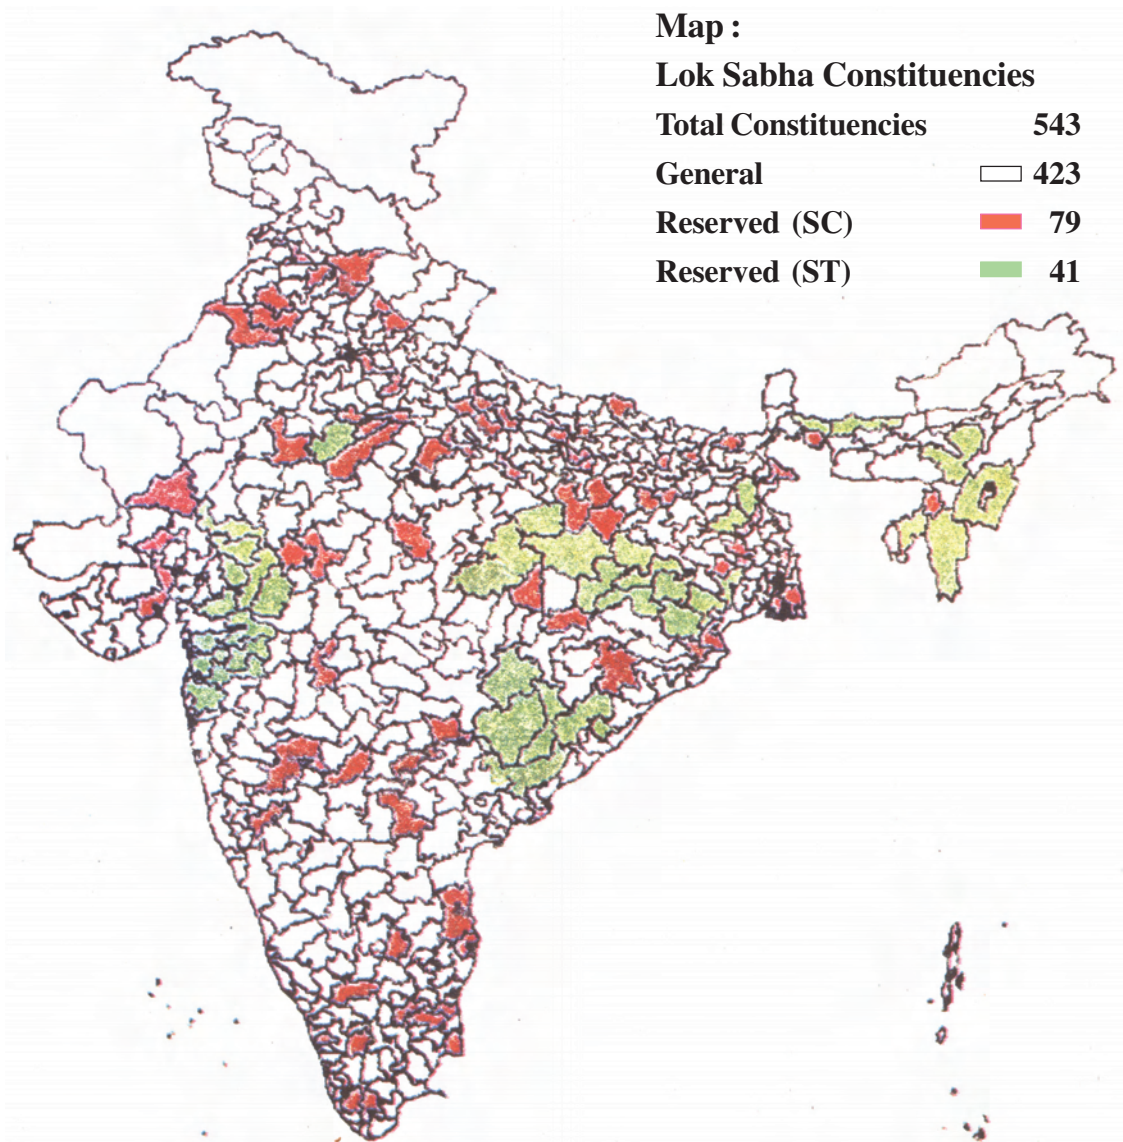 Map :
Lok Sabha Constituencies
Total Constituencies 543
General 423
Reserved (SC) 79
Reserved (ST) 41